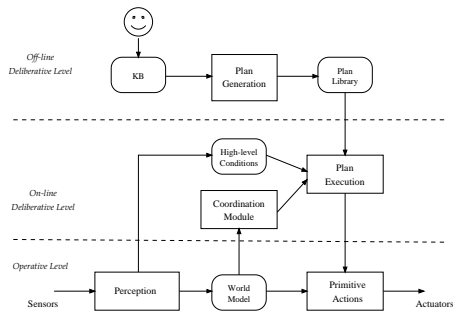 Off-line
Deliberative Level
KB
Plan
Generation
Plan
Library
High-level
Conditions
Plan
Execution
On-line
Deliberative Level
Coordination
Module
Operative Level
Sensors
Perception
World
Model
Primitive
Actions
Actuators